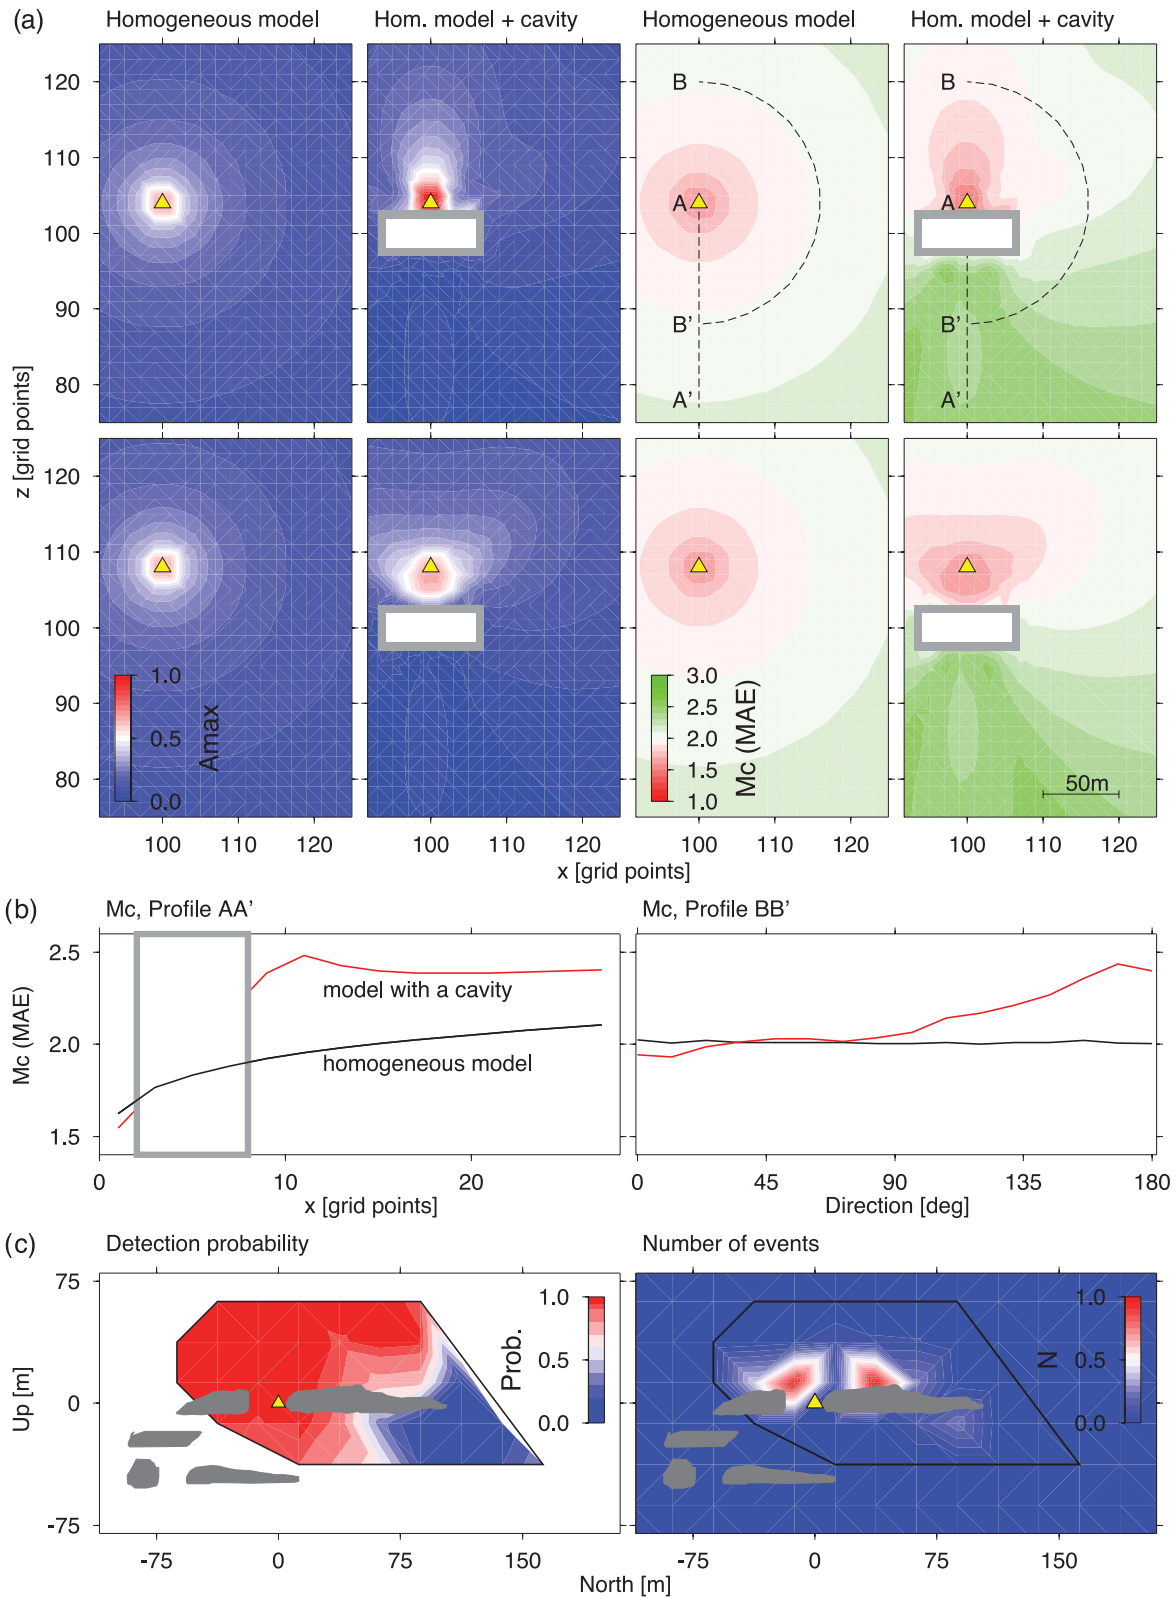 (a)
Homogeneous model
Hom. model + cavity
Homogeneous model
Hom. model + cavity
120
110
100
90
80
B
A
B'
A'
B
A
B'
A'
z [grid points]
120
110
100
90
80
1.0
0.5
0.0
Amax
3.0
2.5
2.0
1.5
1.0
Mc (MAE)
50m
100 110 120
100 110 120
100 110 120
100 110 120
x [grid points]
(b)
Mc, Profile AA'
Mc, Profile BB'
Mc (MAE)
2.5
2.0
1.5
model with a cavity
homogeneous model
0 10 20
x [grid points]
0 45 90 135 180
Direction [deg]
(c)
Detection probability
Number of events
Up [m]
75
0
-75
Prob.
1.0
0.5
0.0
N
1.0
0.5
0.0
-75 0 75 150
-75 0 75 150
North [m]